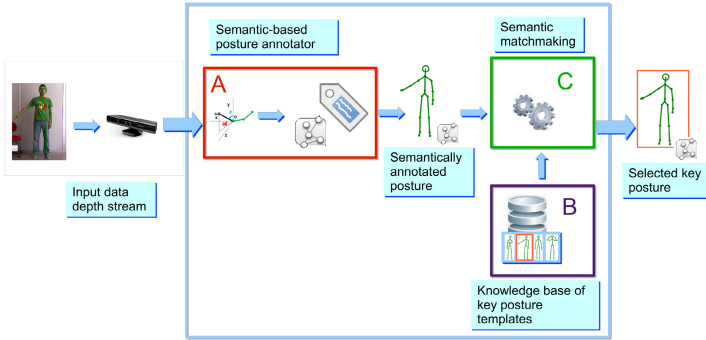 Semantic-based
posture annotator
Semantic
matchmaking
A
C
Input data
depth stream
Semantically
annotated
posture
Selected key
posture
B
Knowledge base of
key posture
templates